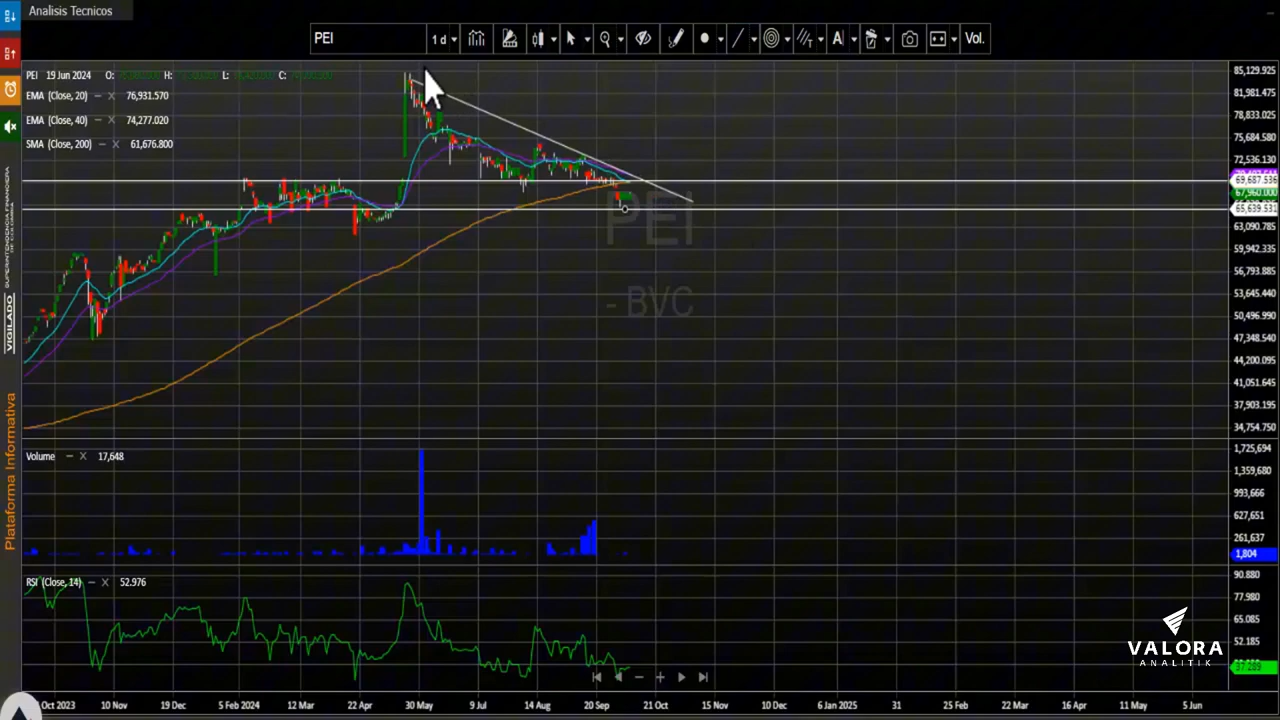 Analisis Tecnicos
PEI
1 d
Vol.
PEI 19 Jun 2024 O: H: L: C:
EMA (Close, 20) − X 76,931.570
EMA (Close, 40) − X 74,277.020
SMA (Close, 200) − X 61,676.800
85,129.925
81,981.475
78,833.025
75,684.580
72,536.130
69,687.536
67,960.000
65,639.531
63,090.785
59,942.335
56,793.885
53,645.440
50,496.990
47,348.540
44,200.095
41,051.645
37,903.195
34,754.750
PEI
- BVC
VIGILADO
Plataforma Informativa
Volume − X 17,648
1,725,694
1,359,680
993,666
627,651
261,637
1,804
RSI (Close, 14) − X 52.976
90.880
77.980
65.085
52.185
37.289
VALORA
ANALITIK
Oct 2023 10 Nov 19 Dec 5 Feb 2024 12 Mar 22 Apr 30 May 9 Jul 14 Aug 20 Sep 21 Oct 15 Nov 10 Dec 6 Jan 2025 31 25 Feb 22 Mar 16 Apr 11 May 5 Jun